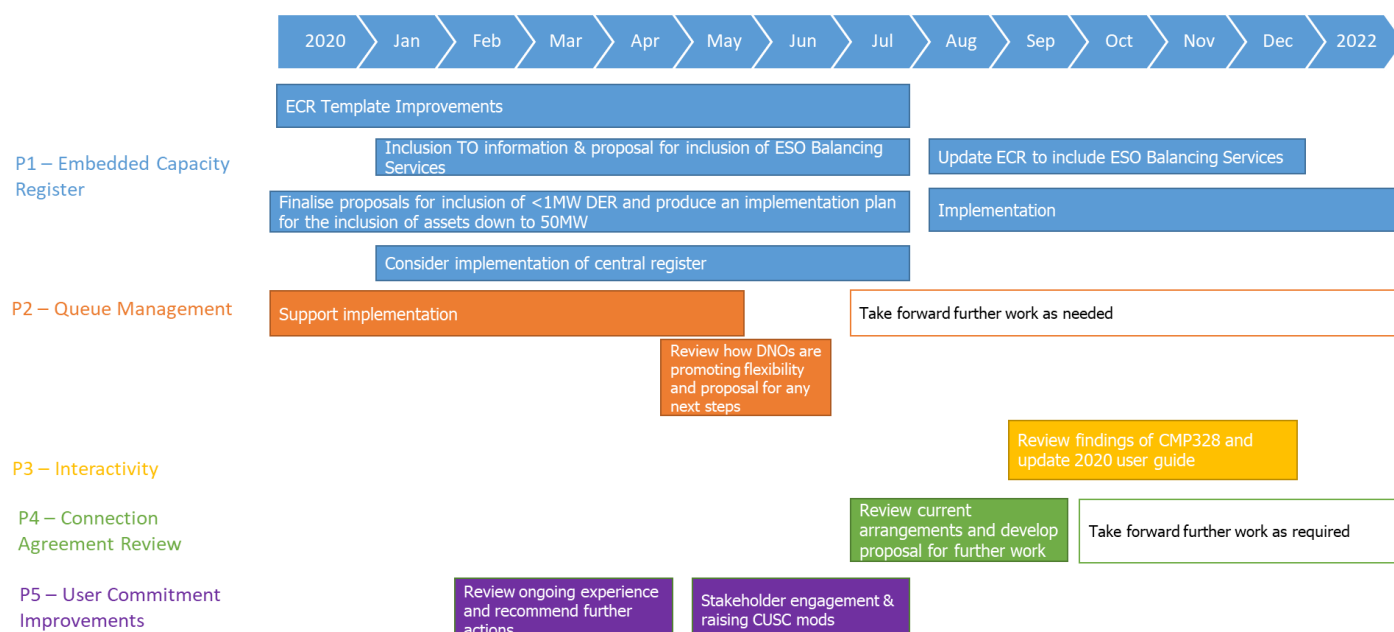 2020 Jan Feb Mar Apr May Jun Jul Aug Sep Oct Nov Dec 2022
ECR Template Improvements
P1 – Embedded Capacity
Register
Inclusion TO information & proposal for inclusion of ESO Balancing
Services
Update ECR to include ESO Balancing Services
Finalise proposals for inclusion of <1MW DER and produce an implementation plan
for the inclusion of assets down to 50MW
Implementation
Consider implementation of central register
P2 – Queue Management
Support implementation
Take forward further work as needed
Review how DNOs are
promoting flexibility
and proposal for any
next steps
P3 – Interactivity
Review findings of CMP328 and
update 2020 user guide
P4 – Connection
Agreement Review
Review current
arrangements and develop
proposal for further work
Take forward further work as required
P5 – User Commitment
Improvements
Review ongoing experience
and recommend further
actions
Stakeholder engagement &
raising CUSC mods